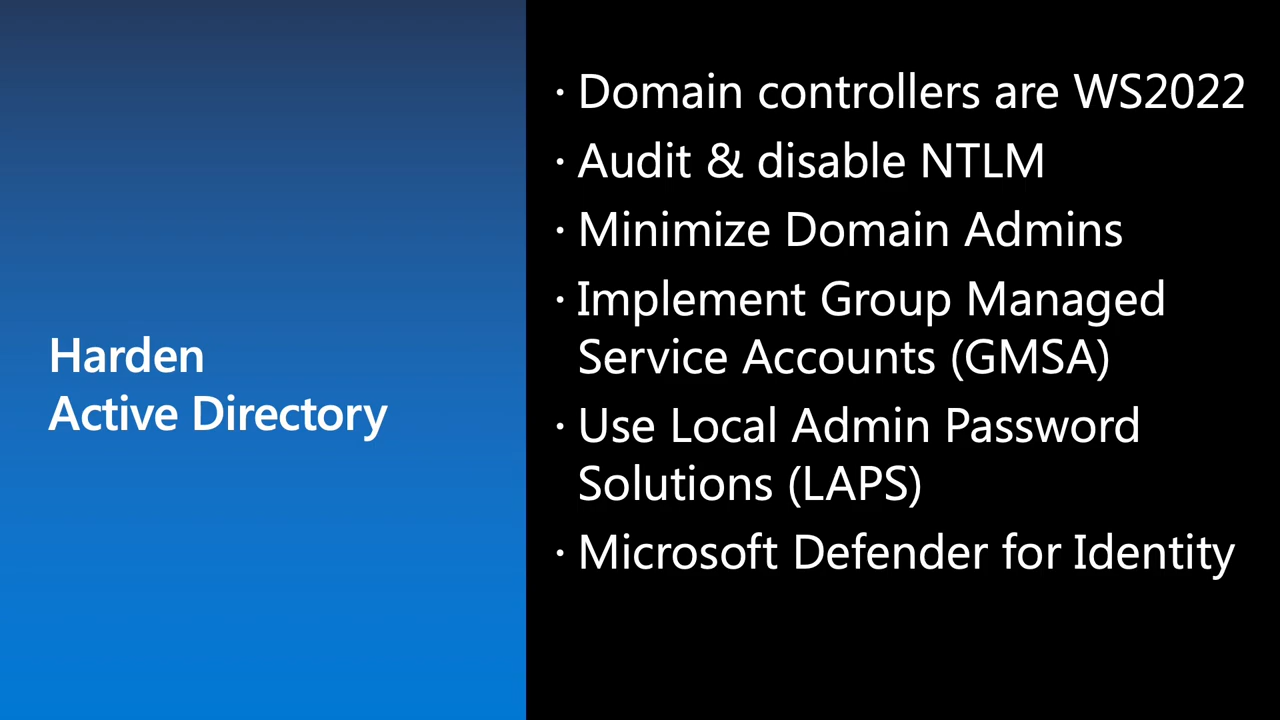 Harden
Active Directory
· Domain controllers are WS2022
· Audit & disable NTLM
· Minimize Domain Admins
· Implement Group Managed
Service Accounts (GMSA)
· Use Local Admin Password
Solutions (LAPS)
· Microsoft Defender for Identity